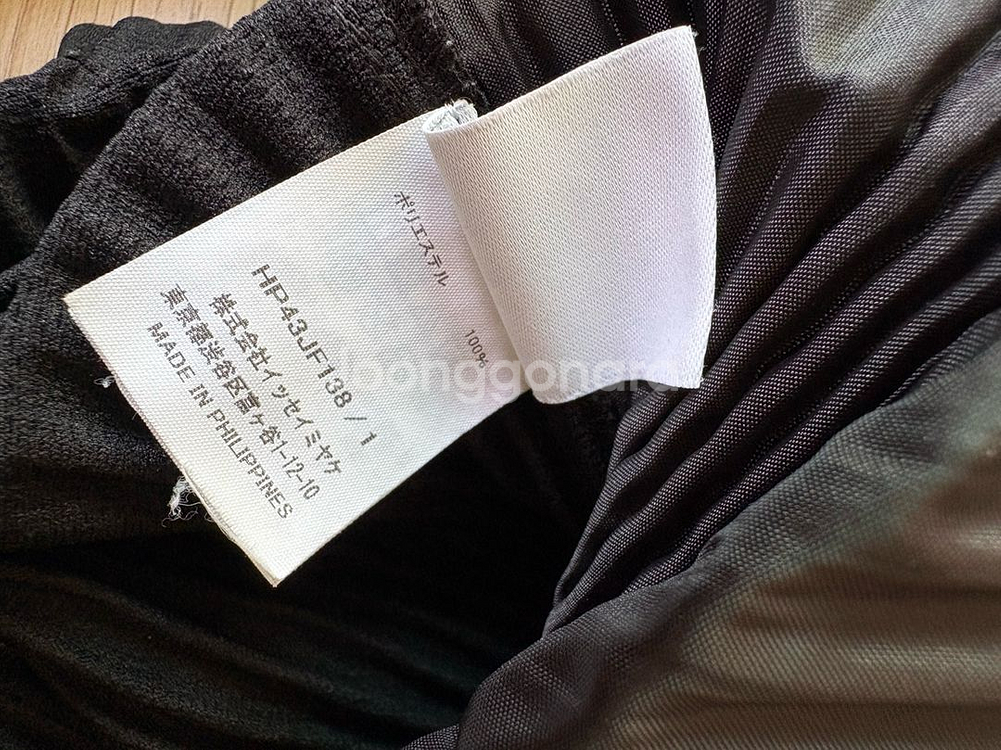 ポリエステル 100%
HP43JF138 / 1
株式会社イッセイミヤケ
東京都渋谷区富ヶ谷1-12-10
MADE IN PHILIPPINES